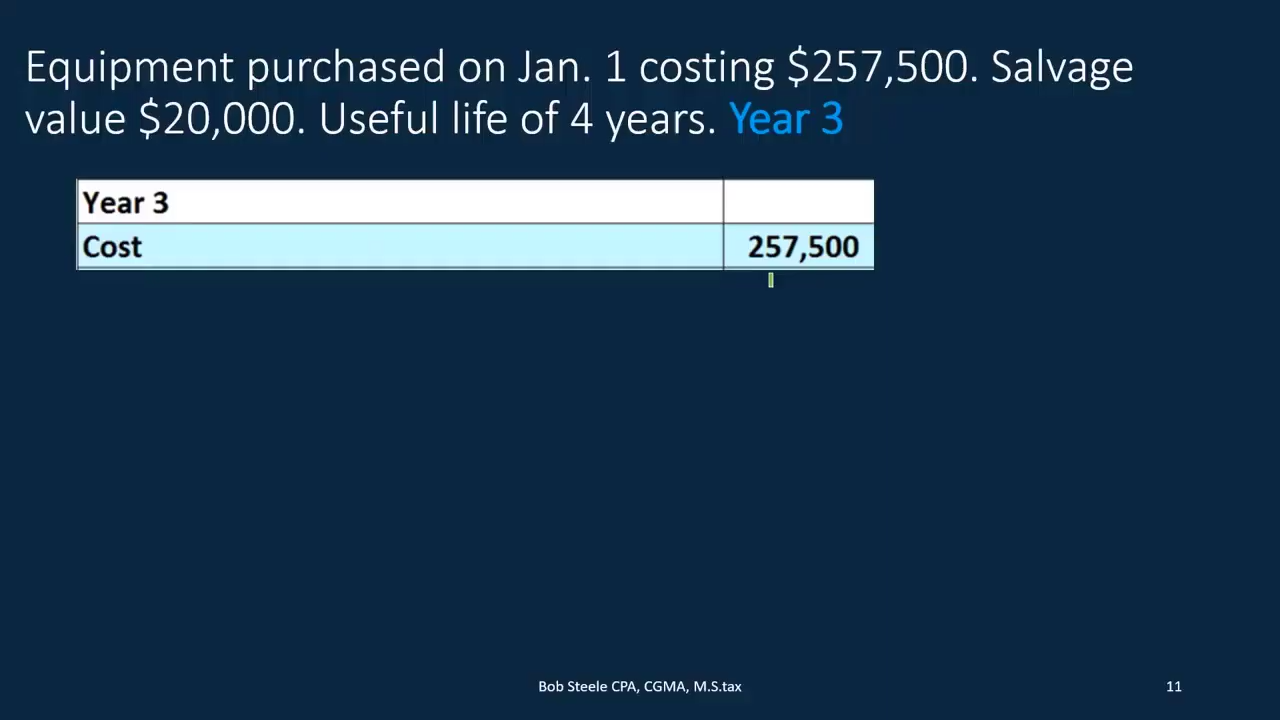 Equipment purchased on Jan. 1 costing $257,500. Salvage
value $20,000. Useful life of 4 years. Year 3
Year 3
Cost 257,500
Bob Steele CPA, CGMA, M.S.tax 11